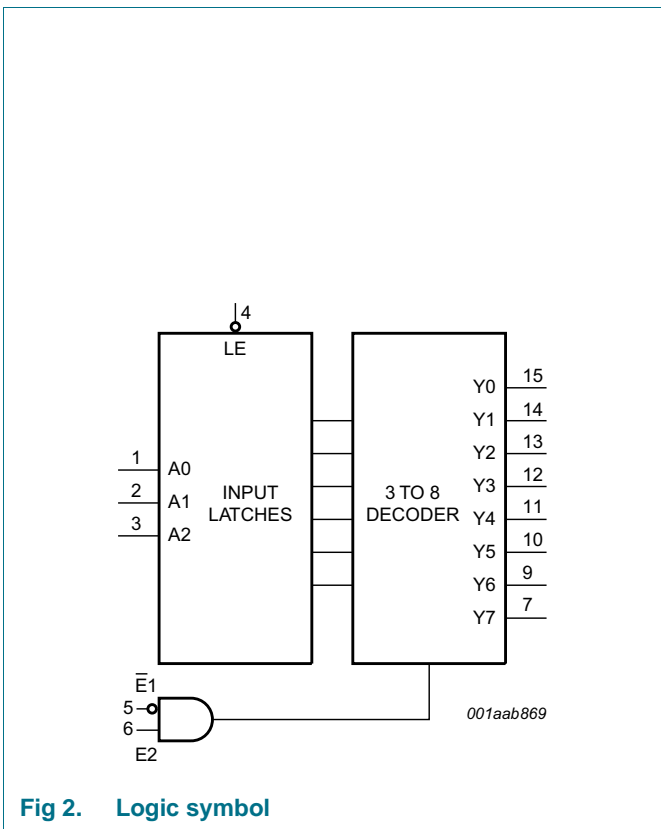 4
LE
Y0 15
Y1 14
Y2 13
Y3 12
Y4 11
Y5 10
Y6 9
Y7 7
1 A0
2 A1
3 A2
INPUT
LATCHES
3 TO 8
DECODER
E̅1
5
6
E2
001aab869
Fig 2. Logic symbol